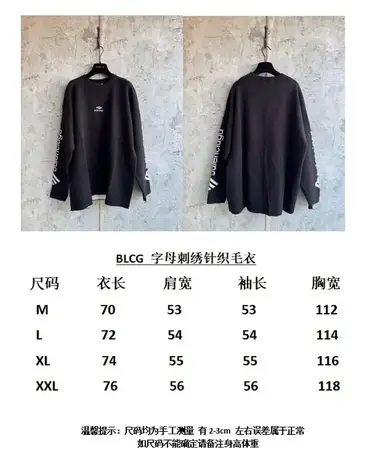 Balenciaga
BLCG 字母刺绣针织毛衣
尺码 衣长 肩宽 袖长 胸宽
M 70 53 53 112
L 72 54 54 114
XL 74 55 55 116
XXL 76 56 56 118
温馨提示：尺码均为手工测量 有2-3cm 左右误差属于正常
如尺码不能确定请备注身高体重